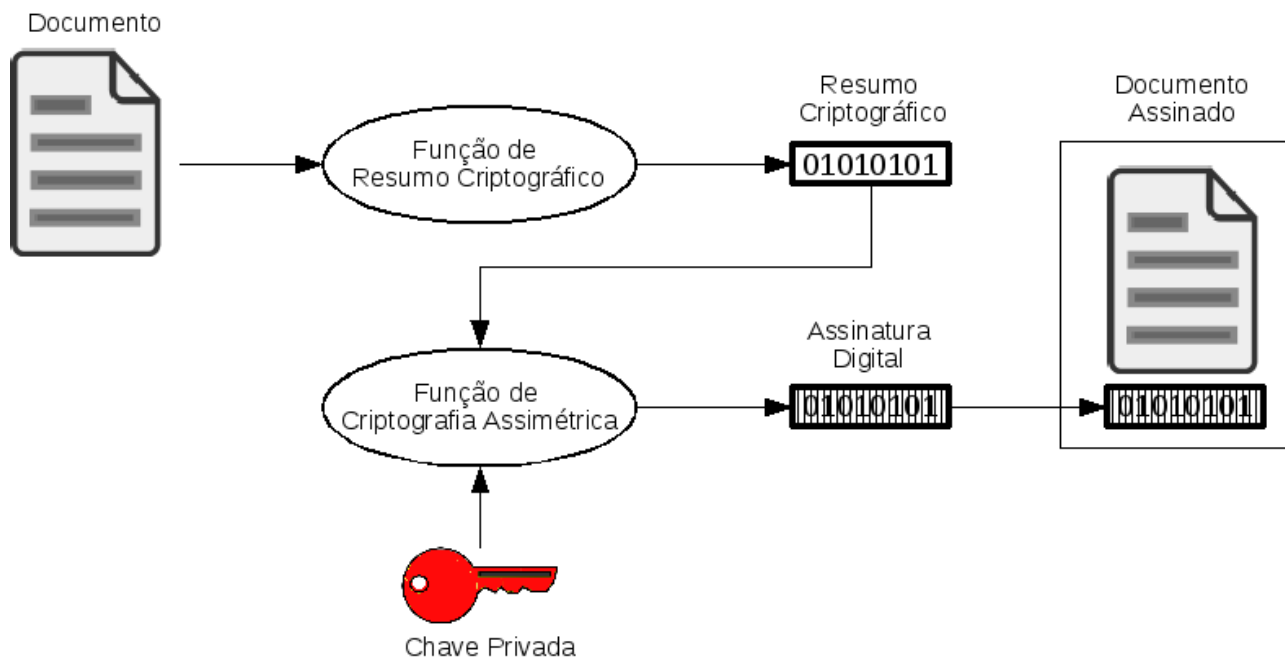 Documento
Função de
Resumo Criptográfico
Resumo
Criptográfico
01010101
Documento
Assinado
Função de
Criptografia Assimétrica
Assinatura
Digital
01010101
01010101
Chave Privada